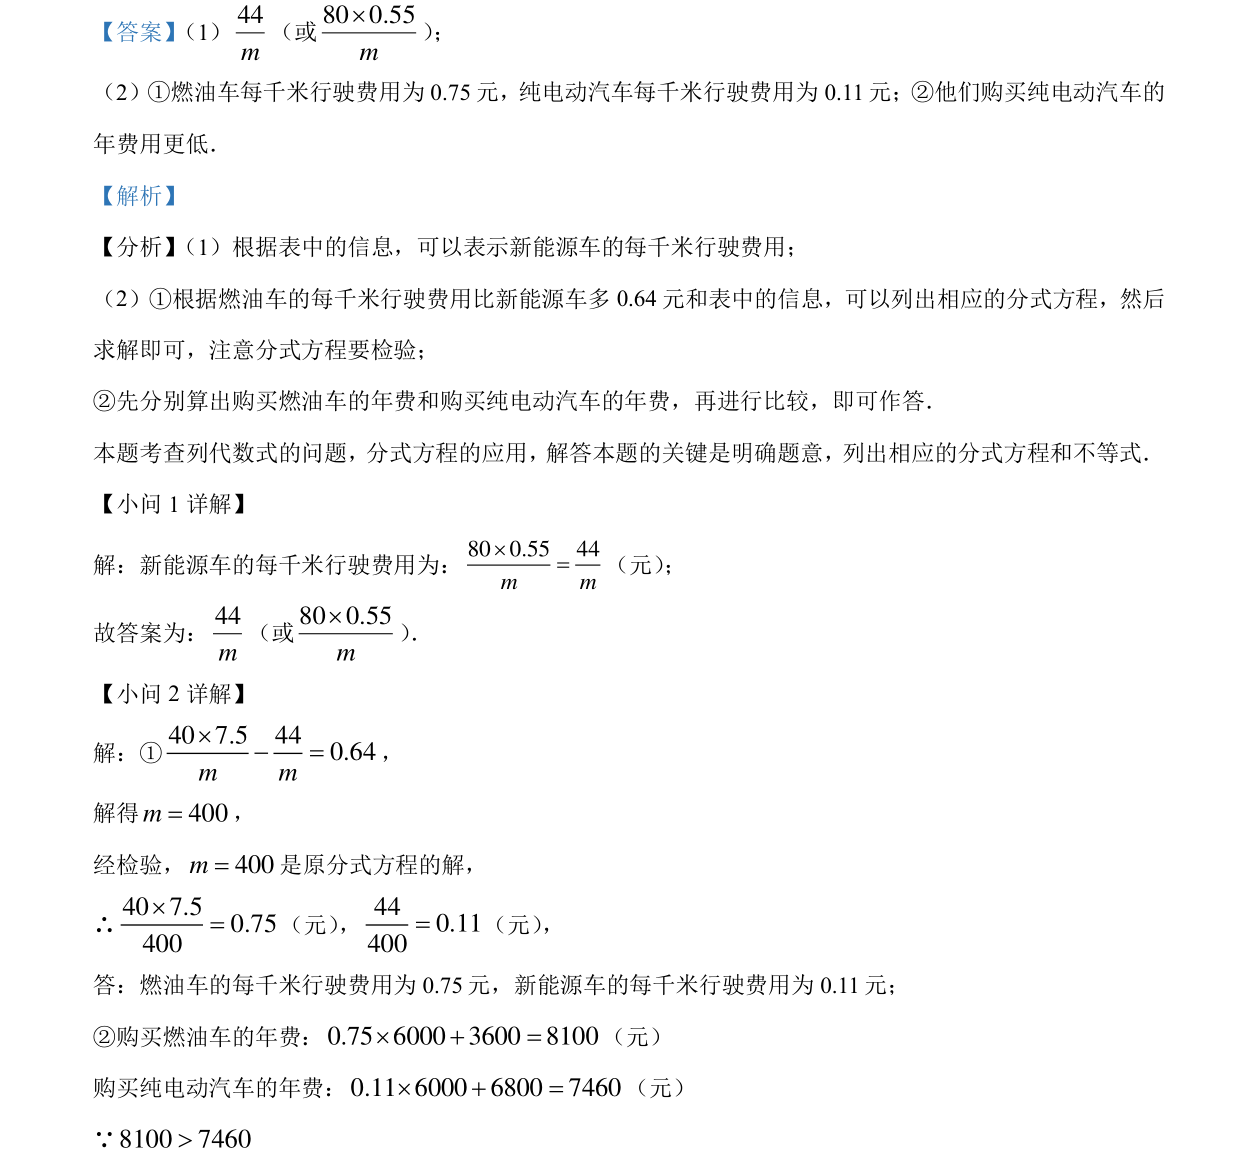 【答案】（1）44/m（或80×0.55/m）；
（2）①燃油车每千米行驶费用为 0.75 元，纯电动汽车每千米行驶费用为 0.11 元；②他们购买纯电动汽车的
年费用更低．
【解析】
【分析】（1）根据表中的信息，可以表示新能源车的每千米行驶费用；
（2）①根据燃油车的每千米行驶费用比新能源车多 0.64 元和表中的信息，可以列出相应的分式方程，然后
求解即可，注意分式方程要检验；
②先分别算出购买燃油车的年费和购买纯电动汽车的年费，再进行比较，即可作答．
本题考查列代数式的问题，分式方程的应用，解答本题的关键是明确题意，列出相应的分式方程和不等式．
【小问 1 详解】
解：新能源车的每千米行驶费用为：80×0.55/m＝44/m（元）；
故答案为：44/m（或80×0.55/m）．
【小问 2 详解】
解：①40×7.5/m－44/m＝0.64，
解得m＝400，
经检验，m＝400是原分式方程的解，
∴40×7.5/400＝0.75（元），44/400＝0.11（元），
答：燃油车的每千米行驶费用为 0.75 元，新能源车的每千米行驶费用为 0.11 元；
②购买燃油车的年费：0.75×6000+3600＝8100（元）
购买纯电动汽车的年费：0.11×6000+6800＝7460（元）
∵8100＞7460